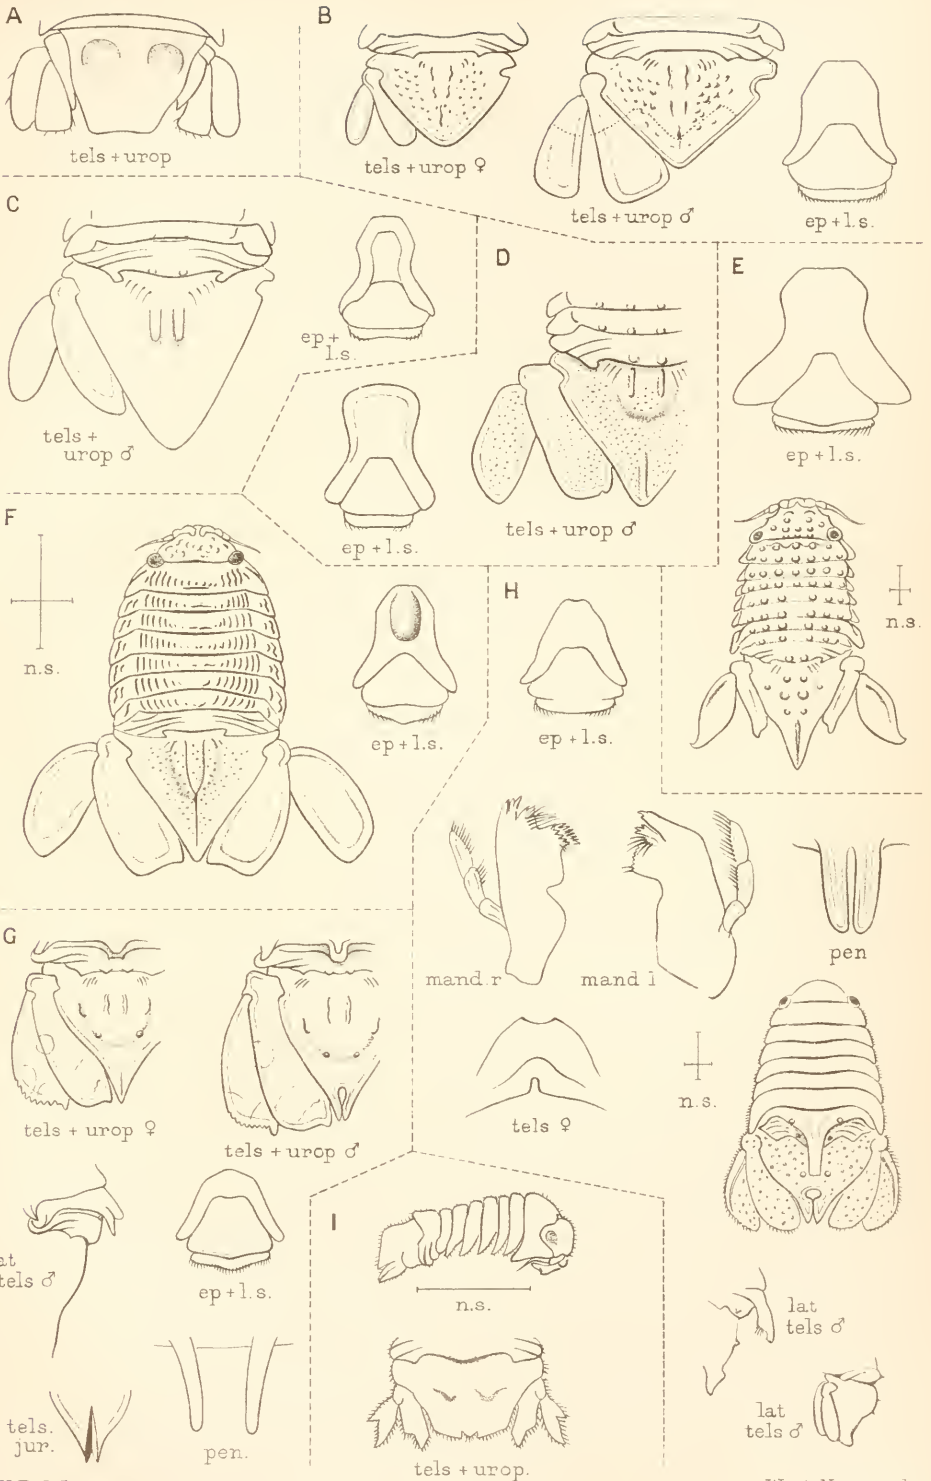 A
tels + urop
B
tels + urop ♀
tels + urop ♂
ep + l.s.
C
tels +
urop ♂
ep +
l.s.
D
tels + urop ♂
ep + l.s.
E
ep + l.s.
n.s.
F
n.s.
ep + l.s.
H
ep + l.s.
mand. r
mand l
pen
tels ♀
n.s.
lat
tels ♂
lat
tels ♂
G
tels + urop ♀
tels + urop ♂
tels ♂
ep + l.s.
tels.
jur.
pen.
I
n.s.
tels + urop.